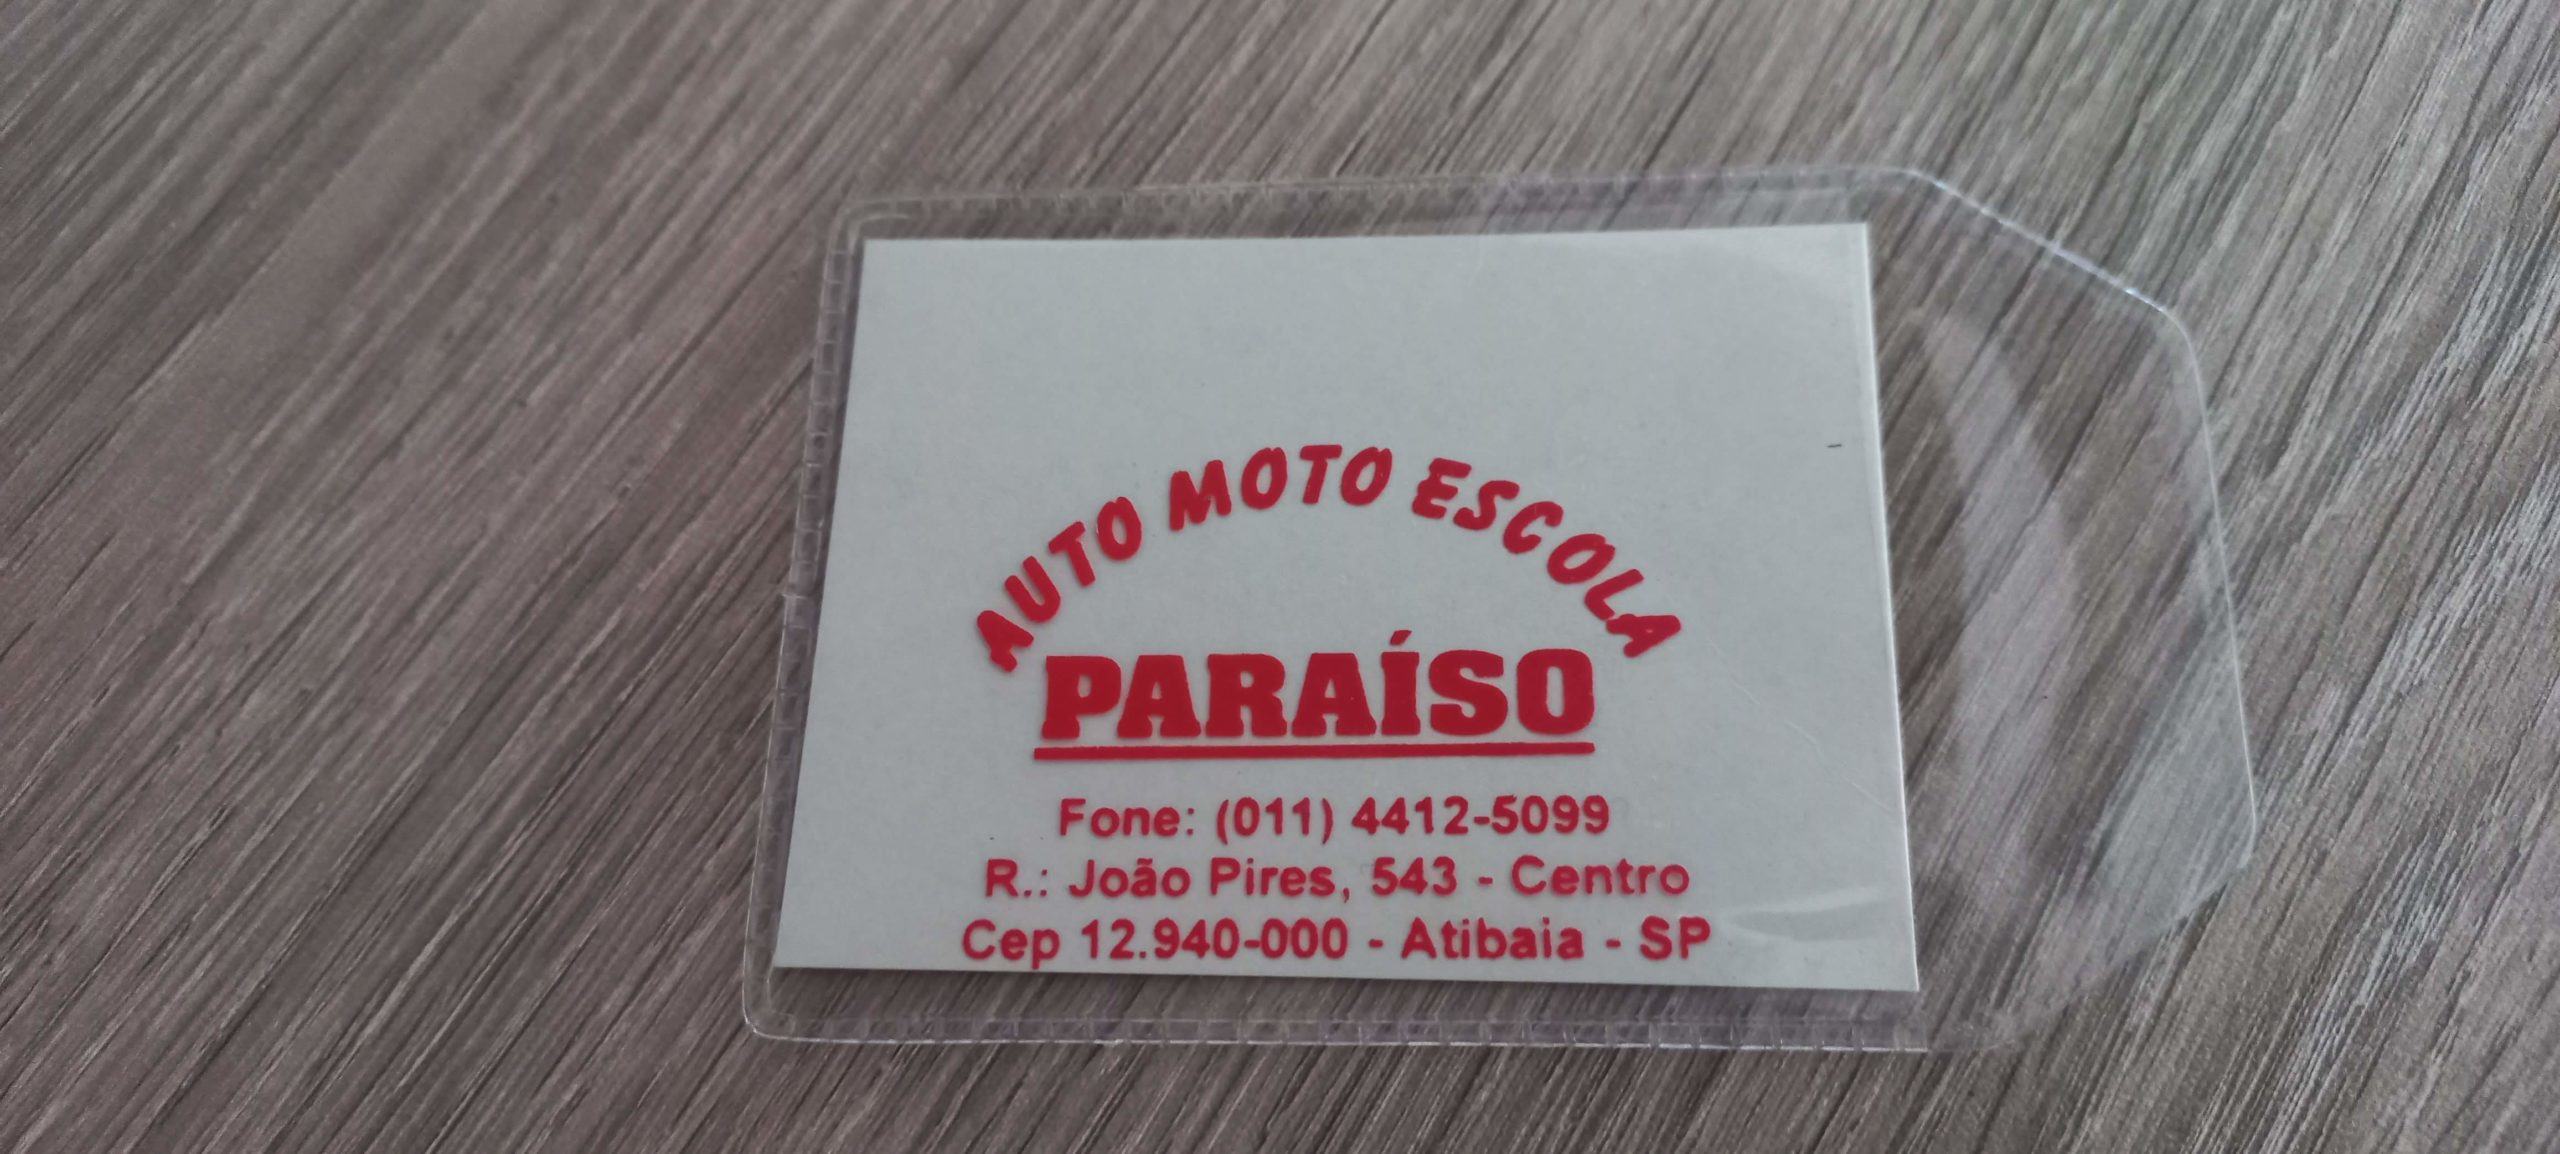 AUTO MOTO ESCOLA
PARAÍSO
Fone: (011) 4412-5099
R.: João Pires, 543 - Centro
Cep 12.940-000 - Atibaia - SP